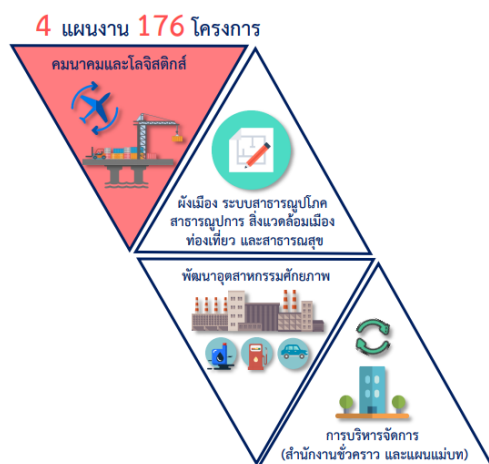 4 แผนงาน 176 โครงการ
คมนาคมและโลจิสติกส์
ผังเมือง ระบบสาธารณูปโภค
สาธารณูปการ สิ่งแวดล้อมเมือง
ท่องเที่ยว และสาธารณสุข
พัฒนาอุตสาหกรรมศักยภาพ
การบริหารจัดการ
(สำนักงานชั่วคราว และแผนแม่บท)